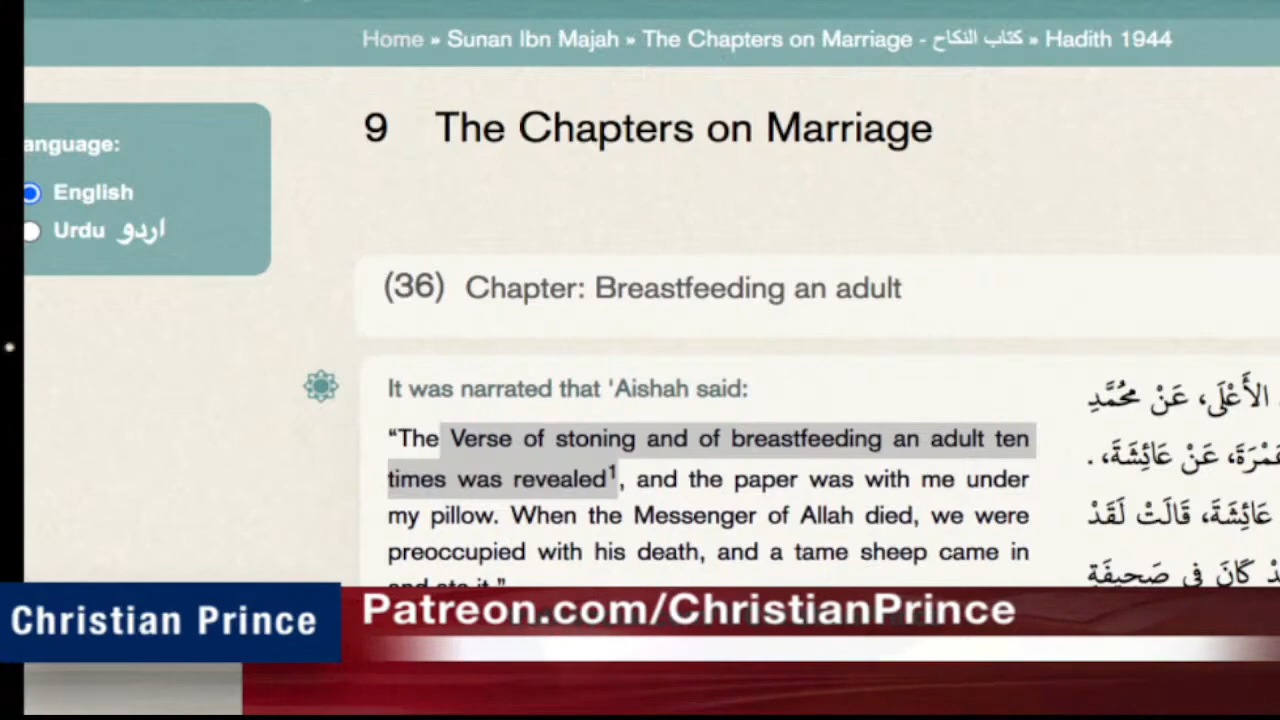 Home » Sunan Ibn Majah » The Chapters on Marriage - كتاب النكاح » Hadith 1944
9 The Chapters on Marriage
anguage:
English
Urdu اردو
(36) Chapter: Breastfeeding an adult
It was narrated that 'Aishah said:
“The Verse of stoning and of breastfeeding an adult ten
times was revealed¹, and the paper was with me under
my pillow. When the Messenger of Allah died, we were
preoccupied with his death, and a tame sheep came in
and ate it.”
الأَعْلَى، عَنْ مُحَمَّدِ
عَمْرَةَ، عَنْ عَائِشَةَ، .
عَائِشَةَ، قَالَتْ لَقَدْ
كَانَ فِي صَحِيفَةٍ
Christian Prince
Patreon.com/ChristianPrince